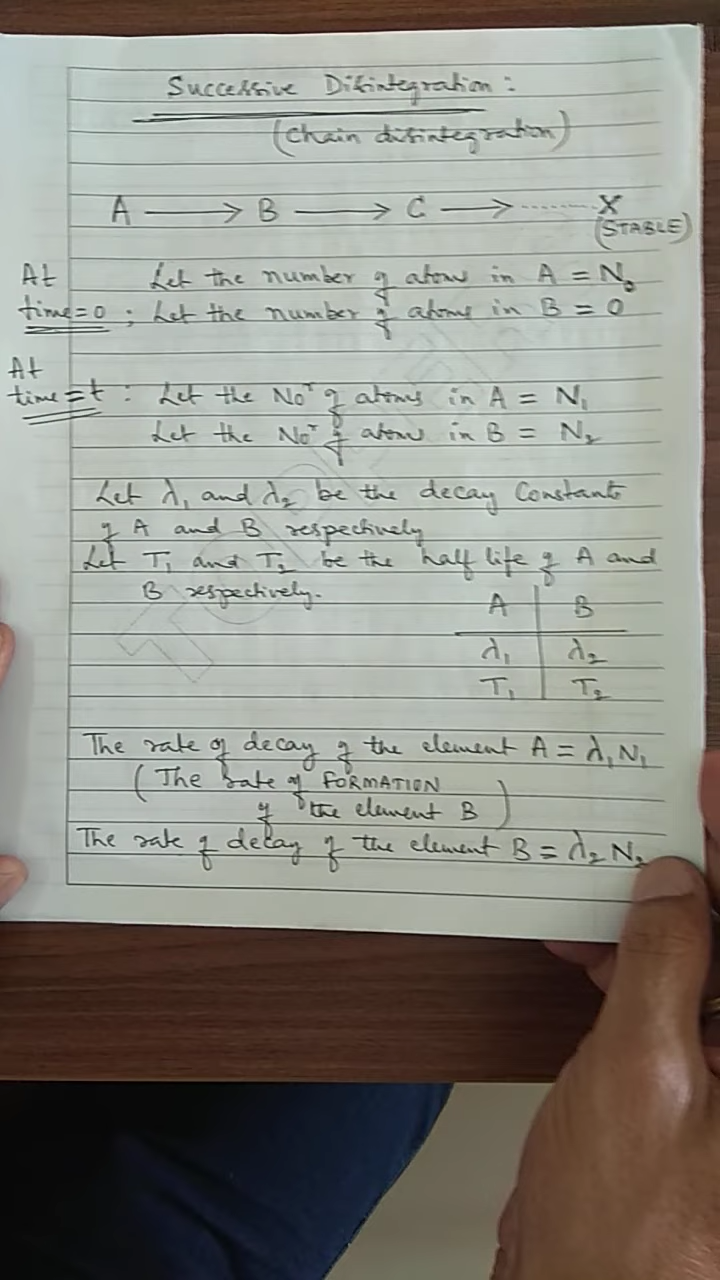 Successive Disintegration :
(Chain disintegration)
A ⟶ B ⟶ C ⟶ ........ X
(STABLE)
At Let the number of atoms in A = N₀
time=0 ; Let the number of atoms in B = 0
At
time=t : Let the Noʳ of atoms in A = N₁
Let the Noʳ of atoms in B = N₂
Let λ₁ and λ₂ be the decay Constants
of A and B respectively
Let T₁ and T₂ be the half life of A and
B respectively.
A | B
λ₁ | λ₂
T₁ | T₂
The rate of decay of the element A = λ₁N₁
(The rate of FORMATION
of the element B)
The rate of decay of the element B = λ₂N₂